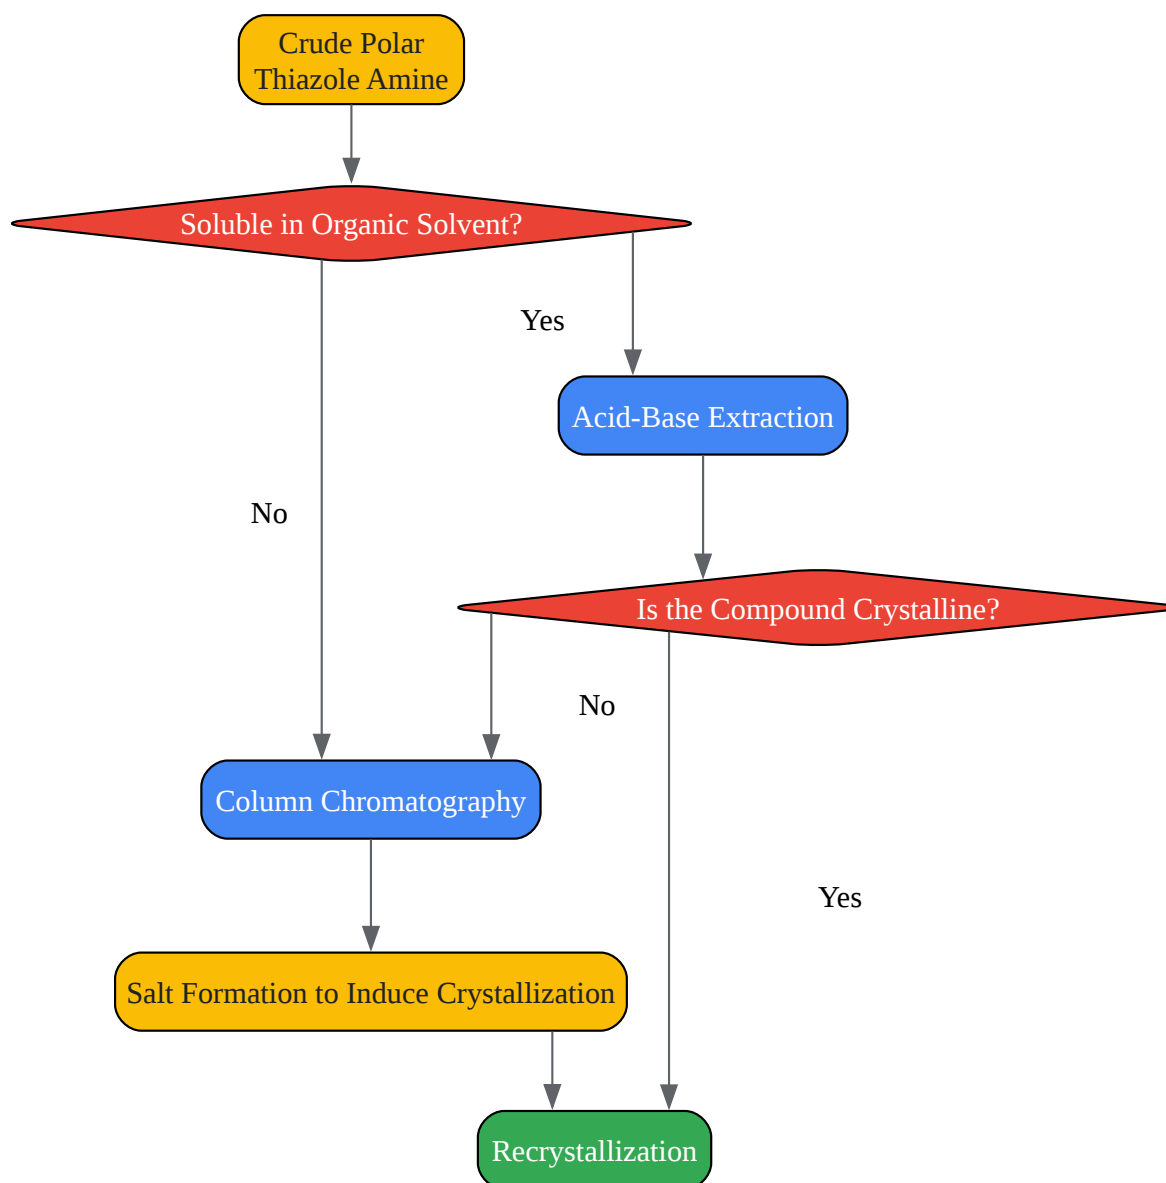 Crude Polar
Thiazole Amine
Soluble in Organic Solvent?
Yes
Acid-Base Extraction
No
Is the Compound Crystalline?
No
Column Chromatography
Yes
Salt Formation to Induce Crystallization
Recrystallization